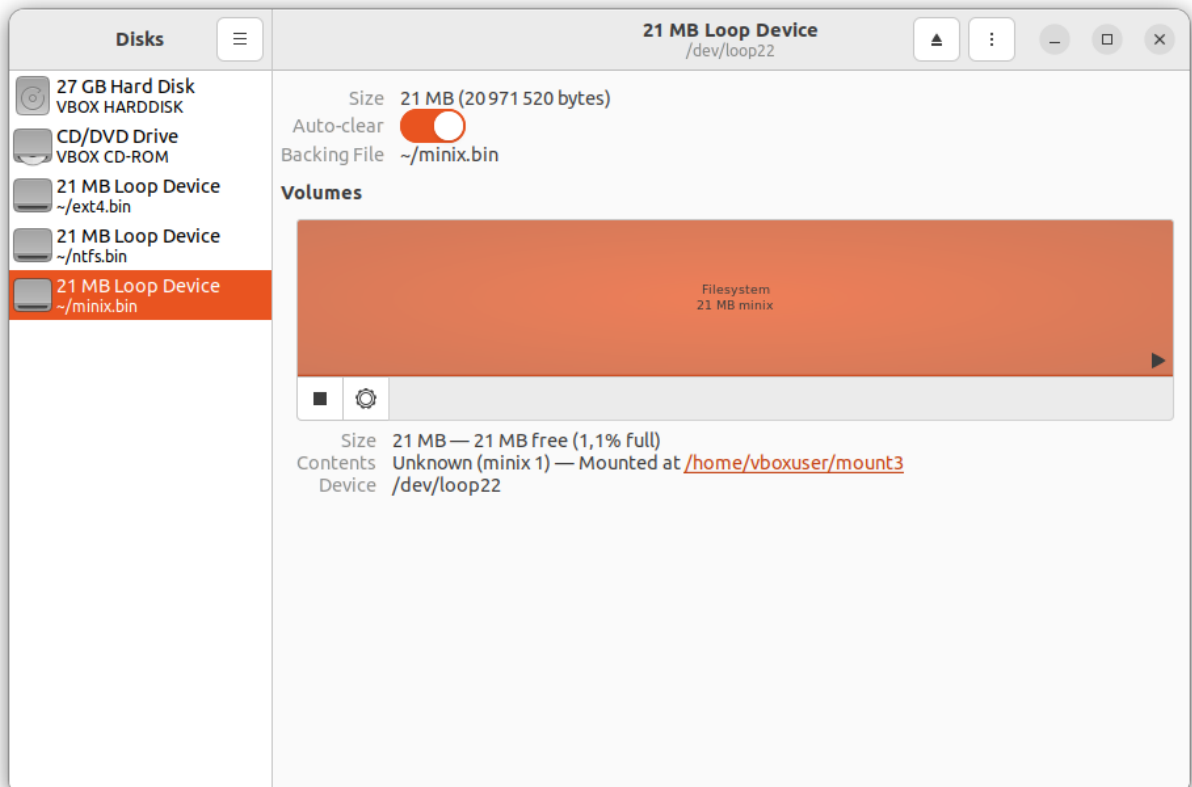 Disks
21 MB Loop Device
/dev/loop22
27 GB Hard Disk
VBOX HARDDISK
CD/DVD Drive
VBOX CD-ROM
21 MB Loop Device
~/ext4.bin
21 MB Loop Device
~/ntfs.bin
21 MB Loop Device
~/minix.bin
Size 21 MB (20 971 520 bytes)
Auto-clear
Backing File ~/minix.bin
Volumes
Filesystem
21 MB minix
Size 21 MB — 21 MB free (1,1% full)
Contents Unknown (minix 1) — Mounted at /home/vboxuser/mount3
Device /dev/loop22